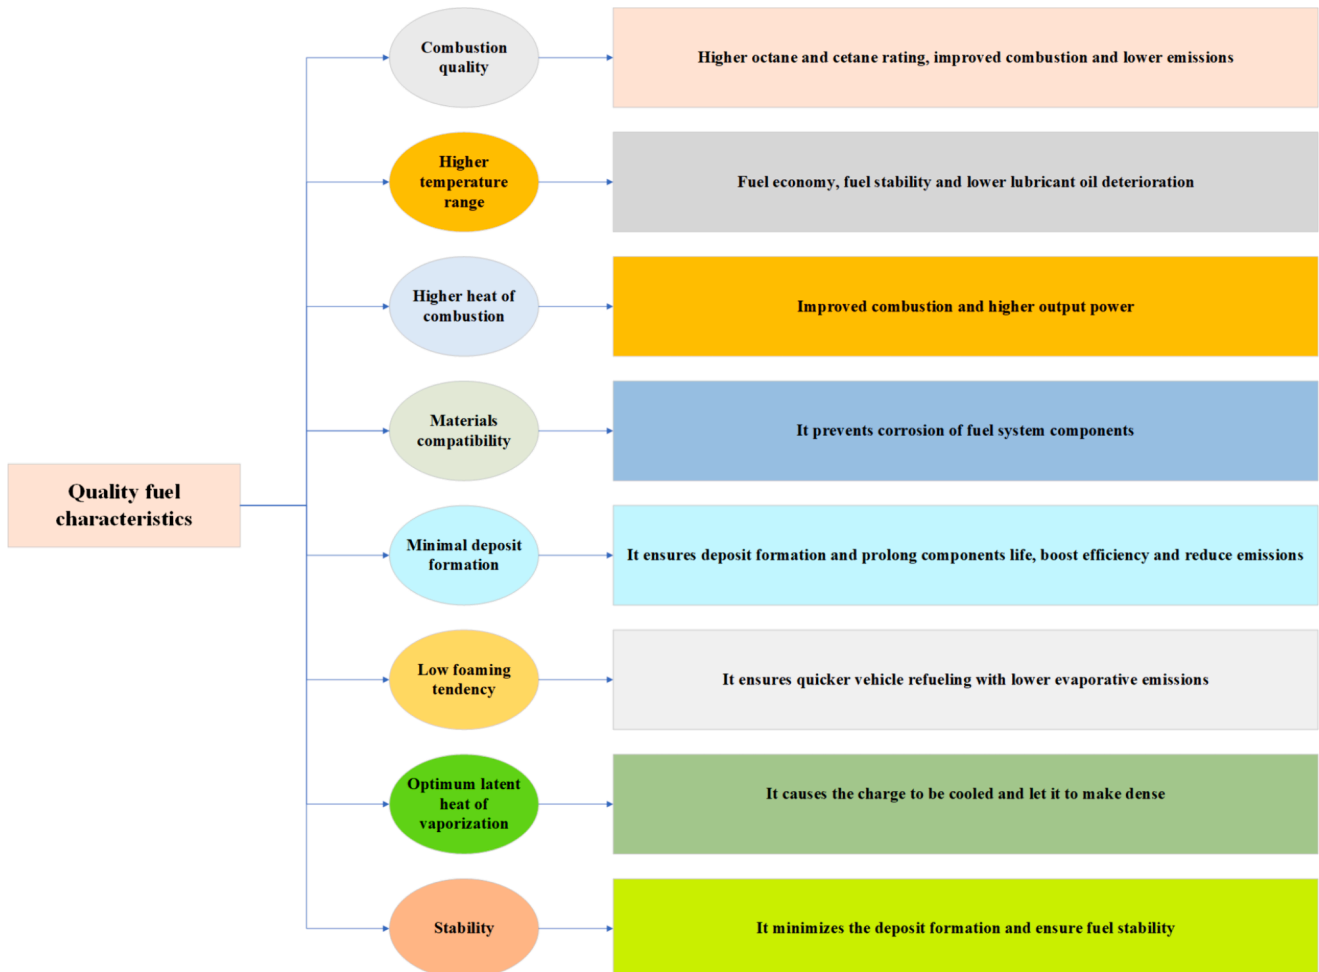 Combustion
quality
Higher octane and cetane rating, improved combustion and lower emissions
Higher
temperature
range
Fuel economy, fuel stability and lower lubricant oil deterioration
Higher heat of
combustion
Improved combustion and higher output power
Materials
compatibility
It prevents corrosion of fuel system components
Quality fuel
characteristics
Minimal deposit
formation
It ensures deposit formation and prolong components life, boost efficiency and reduce emissions
Low foaming
tendency
It ensures quicker vehicle refueling with lower evaporative emissions
Optimum latent
heat of
vaporization
It causes the charge to be cooled and let it to make dense
Stability
It minimizes the deposit formation and ensure fuel stability